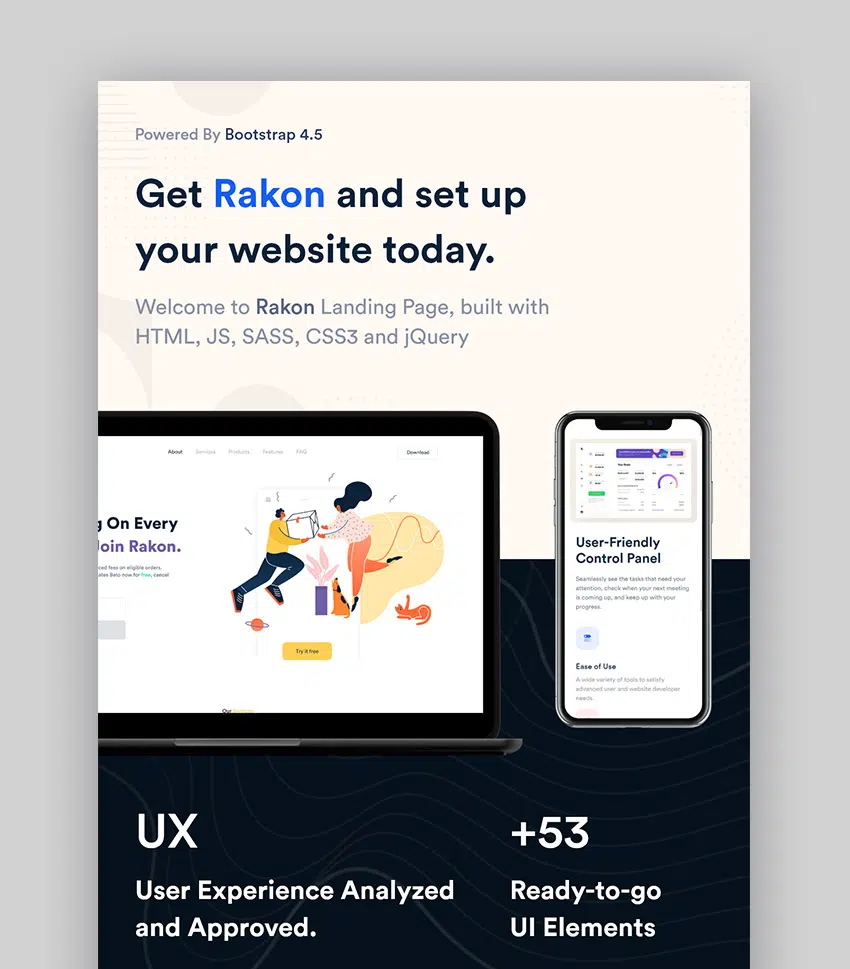 Powered By Bootstrap 4.5
Get Rakon and set up
your website today.
Welcome to Rakon Landing Page, built with
HTML, JS, SASS, CSS3 and jQuery
About Services Products Features FAQ Download
g On Every
Join Rakon.
ced fees on eligible orders.
ates Beto now for free, cancel
Try it free
Our
User-Friendly
Control Panel
Seamlessly see the tasks that need your
attention, check when your next meeting
is coming up, and keep up with your
progress.
Ease of Use
A wide variety of tools to satisfy
advanced user and website developer
needs.
UX
User Experience Analyzed
and Approved.
+53
Ready-to-go
UI Elements